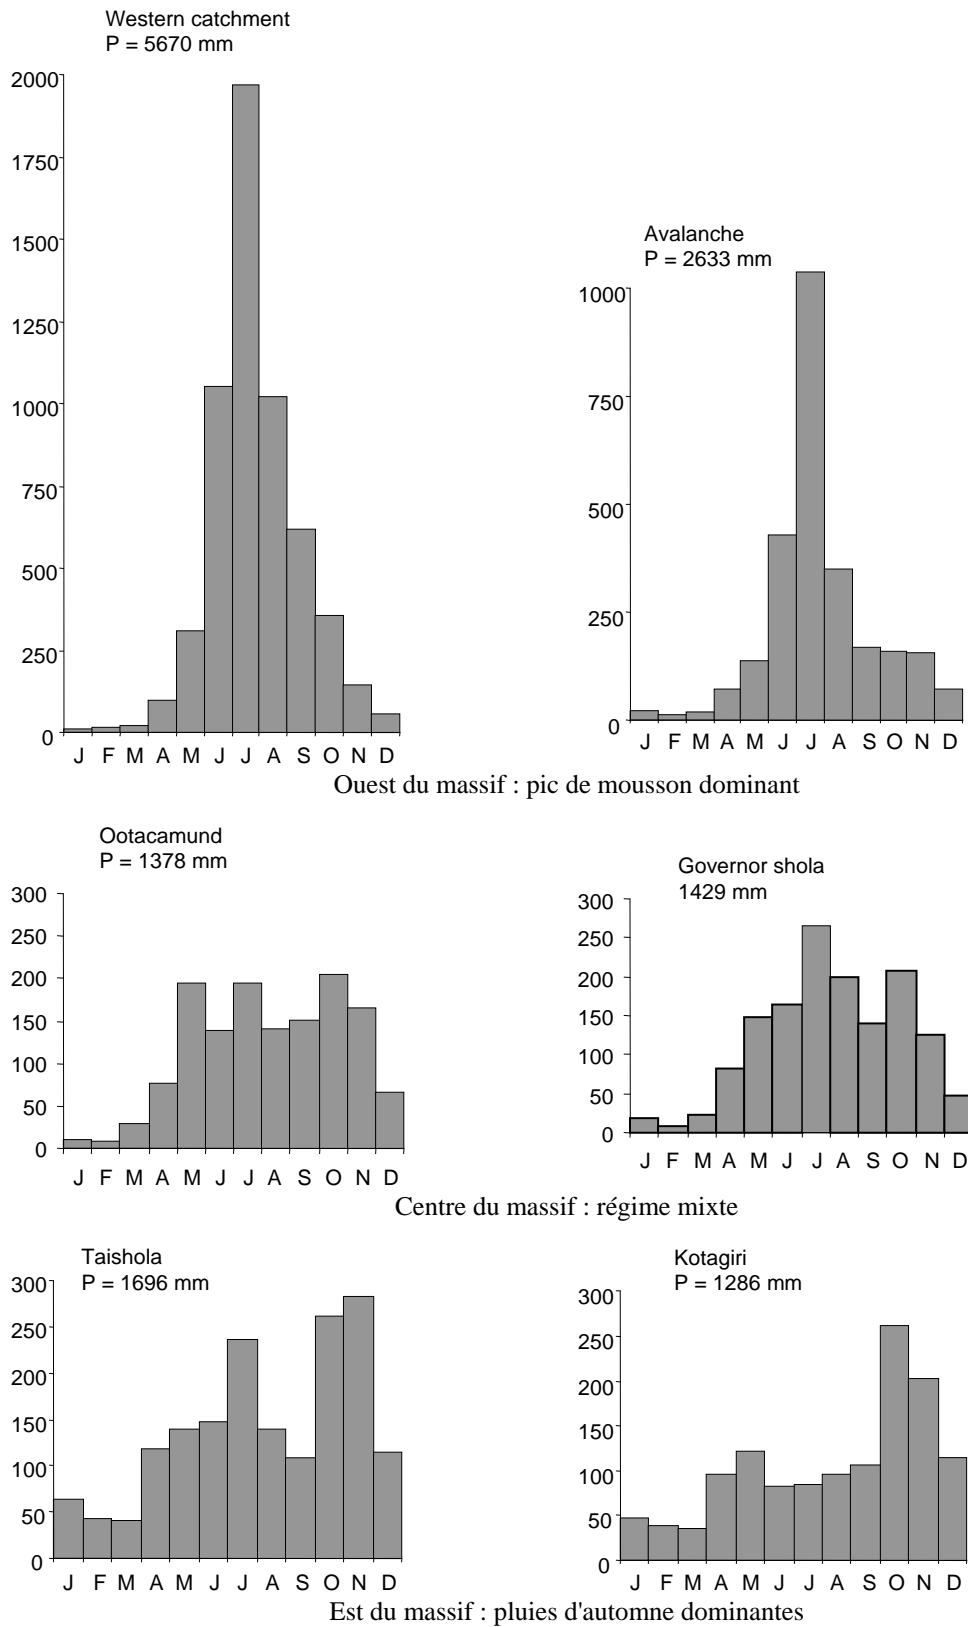 Western catchment
P = 5670 mm
2000
1750
1500
1250
1000
750
500
250
0
J F M A M J J A S O N D
Avalanche
P = 2633 mm
1000
750
500
250
0
J F M A M J J A S O N D
Ouest du massif : pic de mousson dominant
Ootacamund
P = 1378 mm
300
250
200
150
100
50
0
J F M A M J J A S O N D
Governor shola
1429 mm
300
250
200
150
100
50
0
J F M A M J J A S O N D
Centre du massif : régime mixte
Taishola
P = 1696 mm
300
250
200
150
100
50
0
J F M A M J J A S O N D
Kotagiri
P = 1286 mm
300
250
200
150
100
50
0
J F M A M J J A S O N D
Est du massif : pluies d'automne dominantes